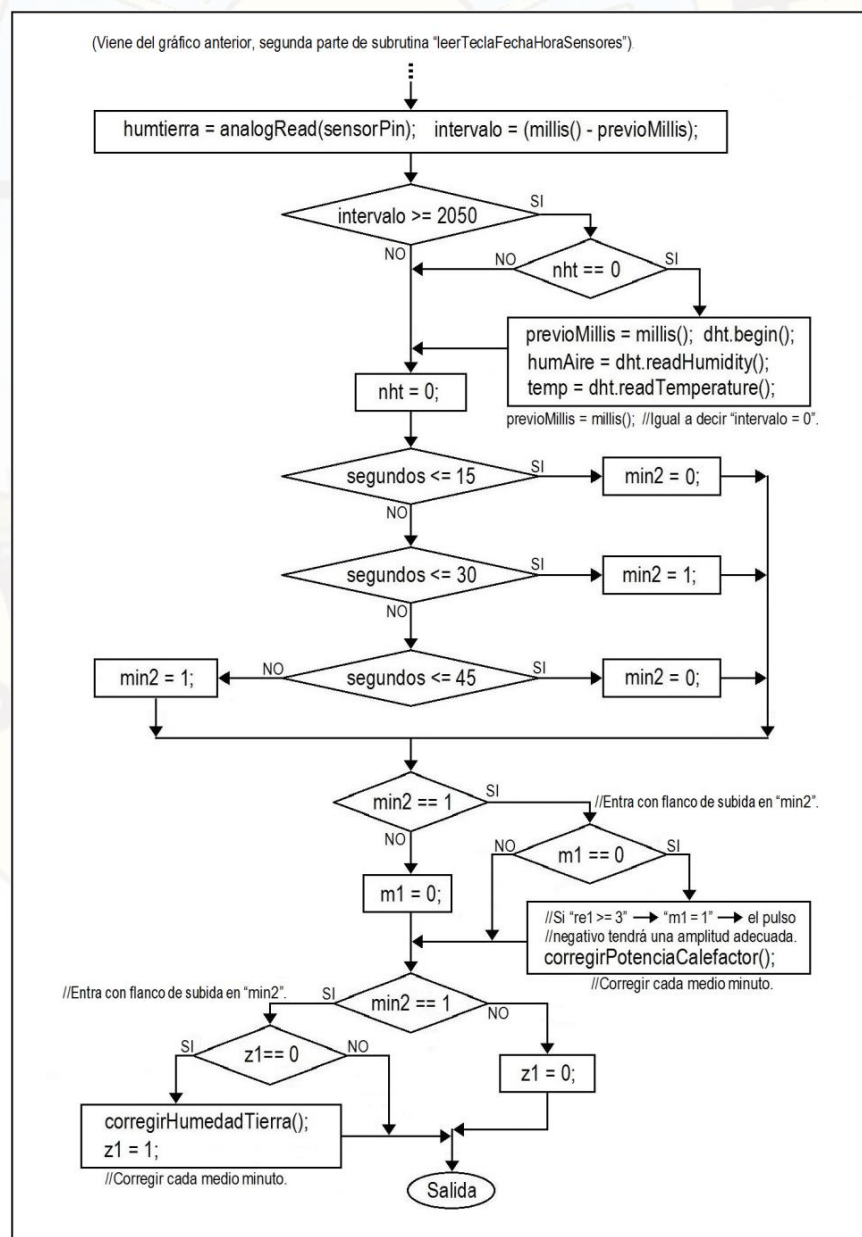 (Viene del gráfico anterior, segunda parte de subrutina “leerTeclaFechaHoraSensores”).
humtierra = analogRead(sensorPin); intervalo = (millis() - previoMillis);
intervalo >= 2050
SI
NO
nht == 0
NO
SI
previoMillis = millis(); dht.begin();
humAire = dht.readHumidity();
temp = dht.readTemperature();
previoMillis = millis(); //Igual a decir “intervalo = 0”.
nht = 0;
segundos <= 15
SI
min2 = 0;
NO
segundos <= 30
SI
min2 = 1;
NO
min2 = 1;
NO
segundos <= 45
SI
min2 = 0;
min2 == 1
SI
//Entra con flanco de subida en “min2”.
NO
NO
m1 == 0
SI
m1 = 0;
//Si “re1 >= 3” → “m1 = 1” → el pulso
//negativo tendrá una amplitud adecuada.
corregirPotenciaCalefactor();
//Corregir cada medio minuto.
//Entra con flanco de subida en “min2”.
SI
min2 == 1
NO
SI
z1== 0
NO
z1 = 0;
corregirHumedadTierra();
z1 = 1;
//Corregir cada medio minuto.
Salida